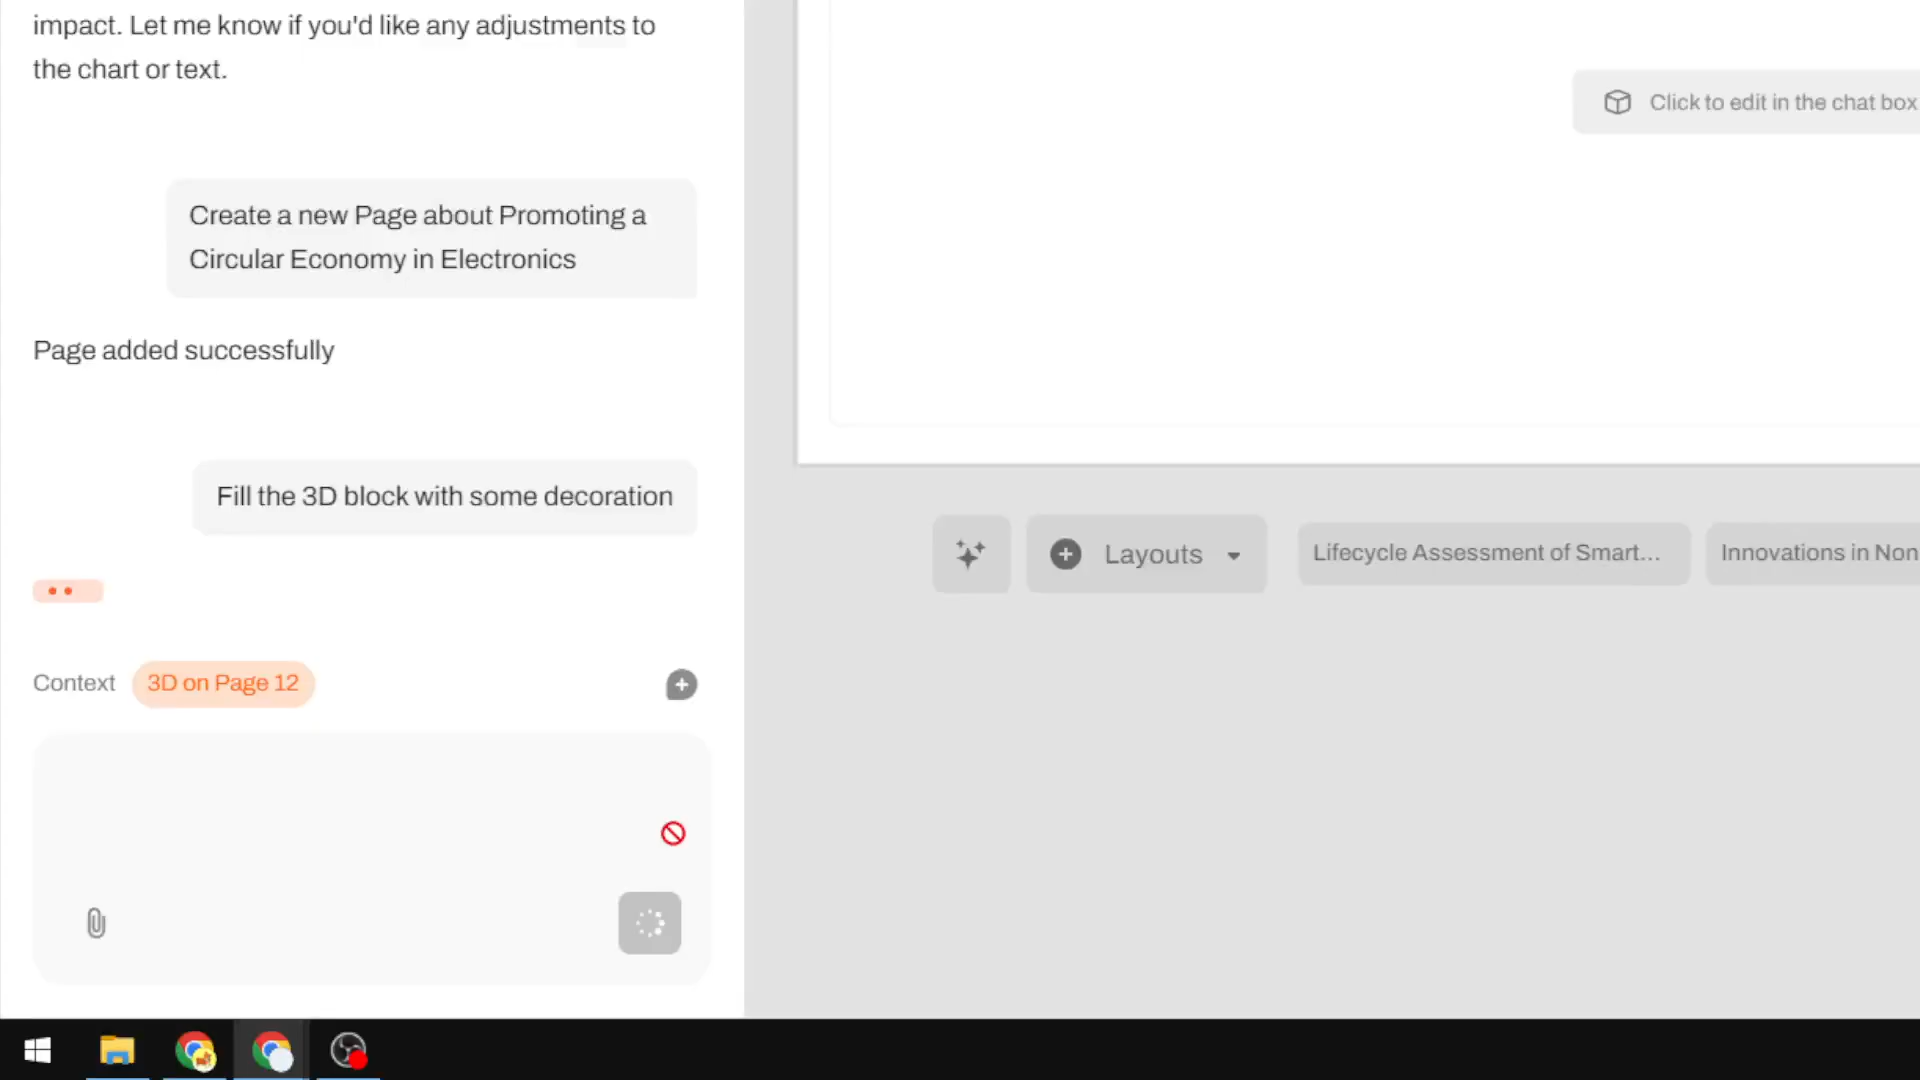 impact. Let me know if you'd like any adjustments to
the chart or text.
Create a new Page about Promoting a
Circular Economy in Electronics
Page added successfully
Fill the 3D block with some decoration
Context
3D on Page 12
Click to edit in the chat box
Layouts
Lifecycle Assessment of Smart...
Innovations in Non